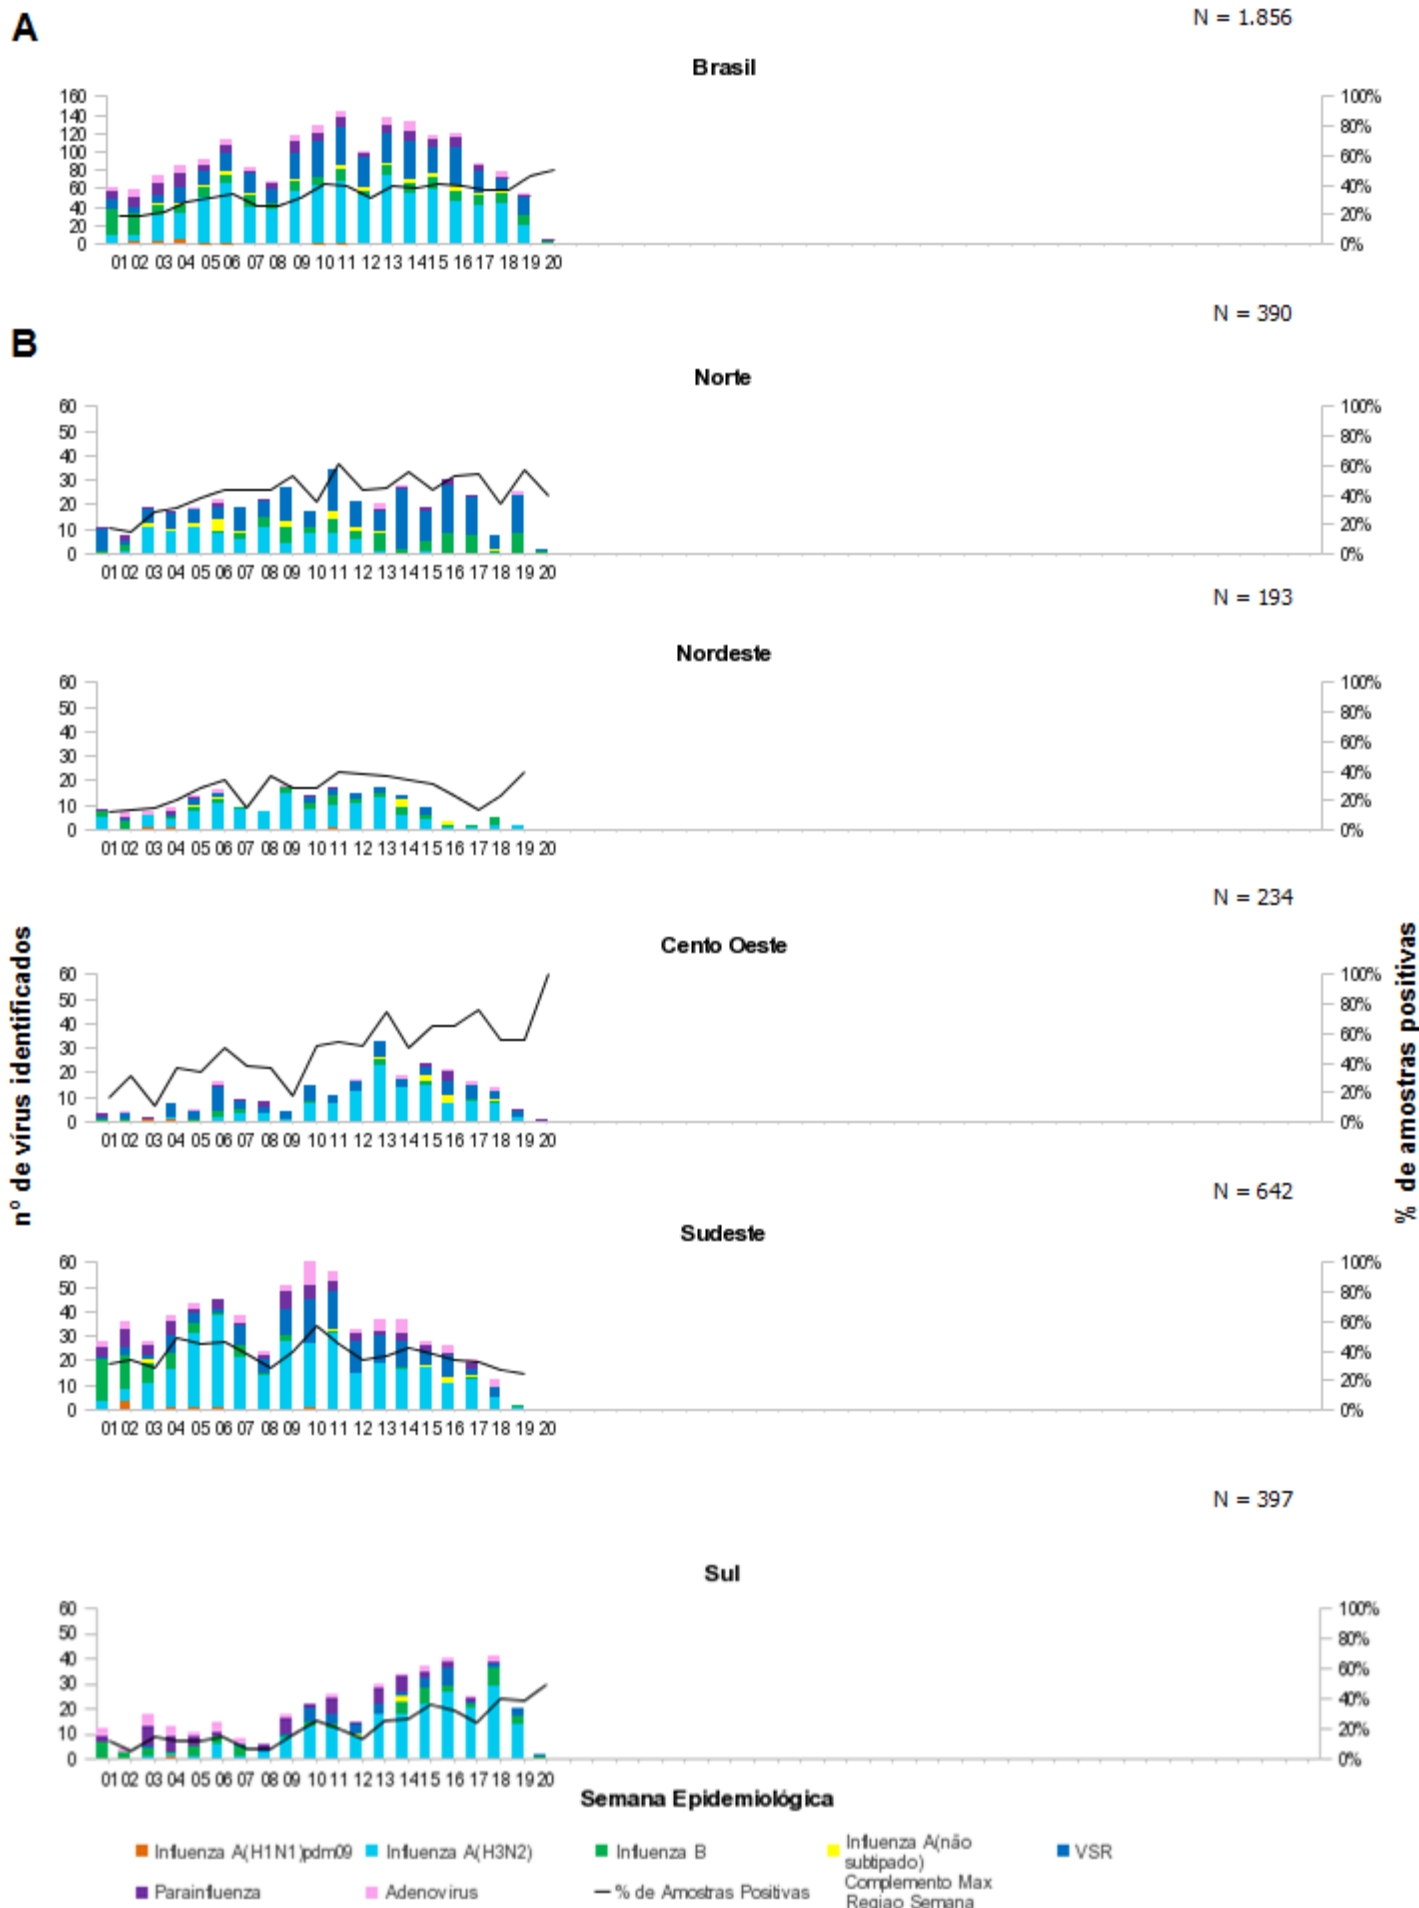 A
N = 1.856
Brasil
160
140
120
100
80
60
40
20
0
100%
80%
60%
40%
20%
0%
01 02 03 04 05 06 07 08 09 10 11 12 13 14 15 16 17 18 19 20
N = 390
B
Norte
60
50
40
30
20
10
0
100%
80%
60%
40%
20%
0%
01 02 03 04 05 06 07 08 09 10 11 12 13 14 15 16 17 18 19 20
N = 193
Nordeste
60
50
40
30
20
10
0
100%
80%
60%
40%
20%
0%
01 02 03 04 05 06 07 08 09 10 11 12 13 14 15 16 17 18 19 20
N = 234
Cento Oeste
60
50
40
30
20
10
0
100%
80%
60%
40%
20%
0%
01 02 03 04 05 06 07 08 09 10 11 12 13 14 15 16 17 18 19 20
nº de vírus identificados
% de amostras positivas
N = 642
Sudeste
60
50
40
30
20
10
0
100%
80%
60%
40%
20%
0%
01 02 03 04 05 06 07 08 09 10 11 12 13 14 15 16 17 18 19 20
N = 397
Sul
60
50
40
30
20
10
0
100%
80%
60%
40%
20%
0%
01 02 03 04 05 06 07 08 09 10 11 12 13 14 15 16 17 18 19 20
Semana Epidemiológica
Influenza A(H1N1)pdm09
Influenza A(H3N2)
Influenza B
Influenza A(não
subtipado)
VSR
Parainfluenza
Adenovirus
% de Amostras Positivas
Complemento Max
Regiao Semana